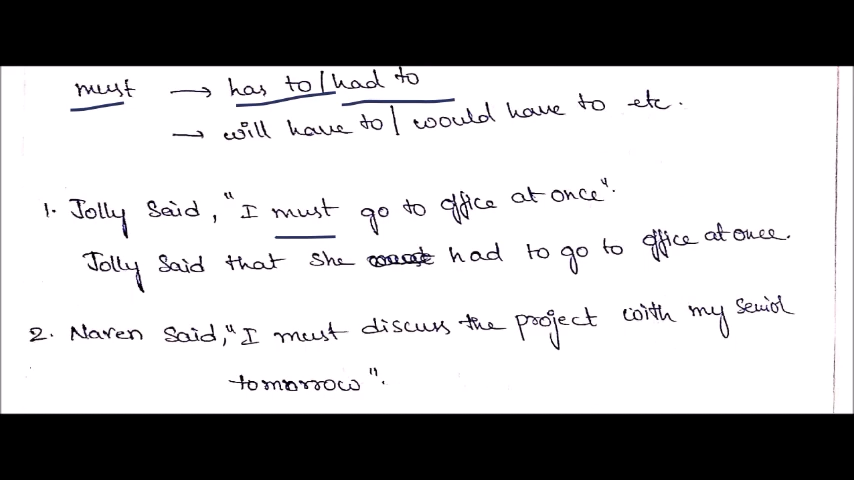 must → has to/had to
→ will have to/would have to etc.
1. Jolly said, "I must go to office at once".
Jolly said that she had to go to office at once.
2. Naren said, "I must discuss the project with my senior
tomorrow".